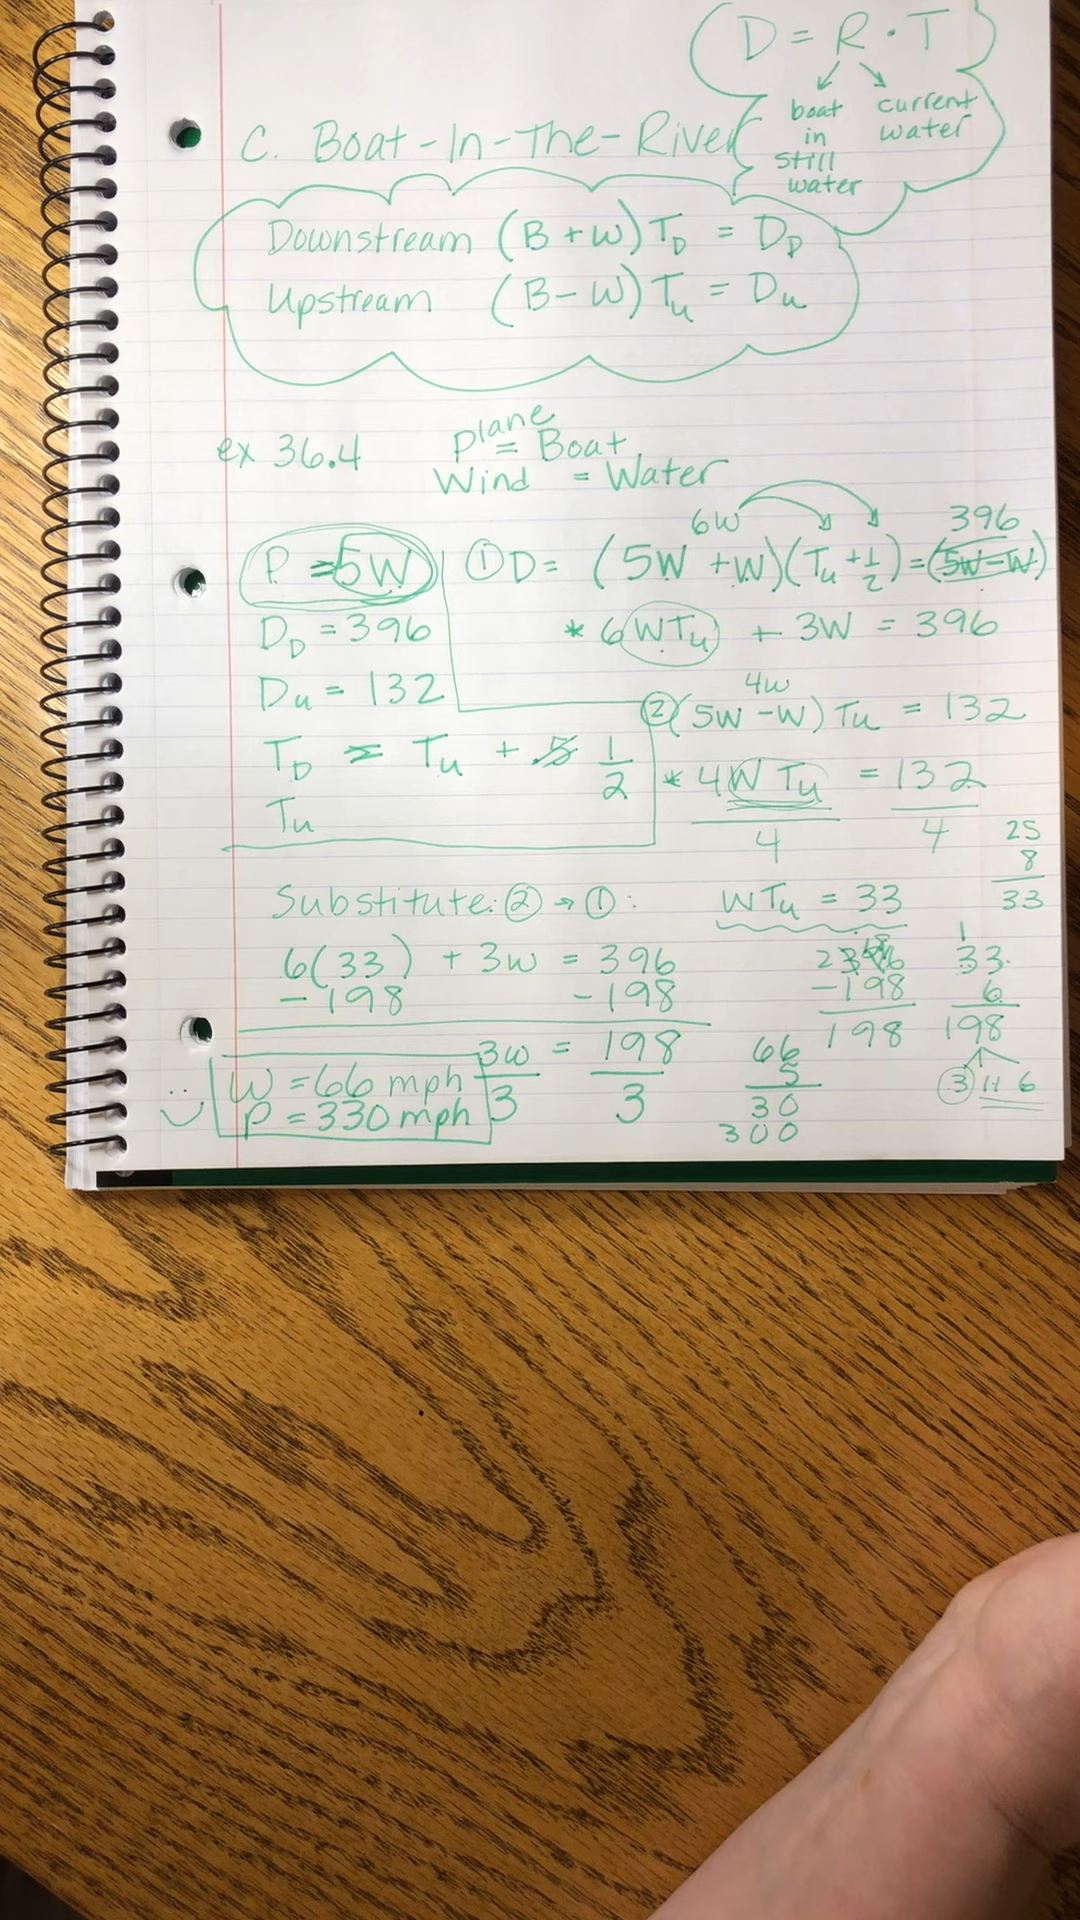 D = R · T
boat in still water
current water
C. Boat-In-The-River
Downstream (B + W) T_D = D_D
Upstream (B - W) T_u = D_u
ex 36.4
plane = Boat
Wind = Water
P = 5W
① D = (5W + W)(T_u + 1/2) = (5W - W)
6W
396
D_D = 396
* 6WT_u + 3W = 396
D_u = 132
4W
② (5W - W) T_u = 132
T_D = T_u + 5 1/2
* 4WT_u = 132
4 4
T_u
25
8
33
Substitute: ② → ① :
WT_u = 33
6(33) + 3W = 396
-198 -198
3W = 198
3 3
-198
198
33
6
198
3 11 6
66
5
30
300
W = 66 mph
P = 330 mph